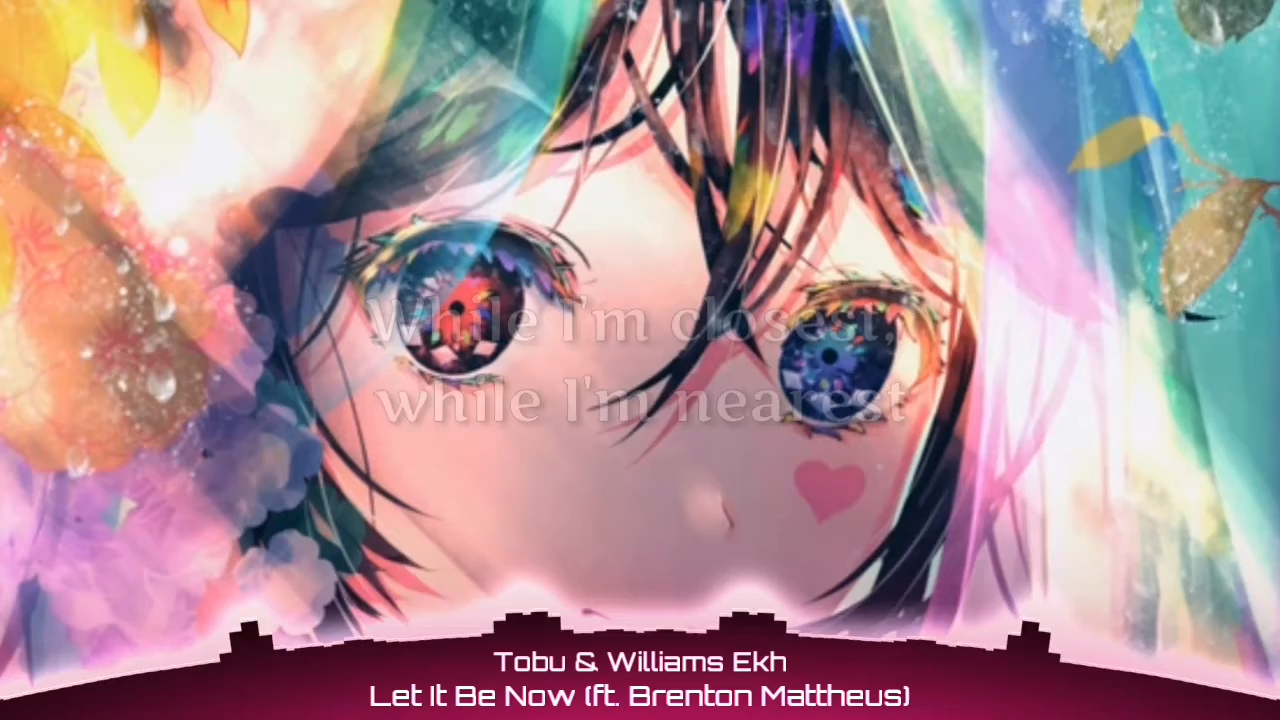 While I'm closest,
while I'm nearest
Tobu & Williams Ekh
Let It Be Now (ft. Brenton Mattheus)